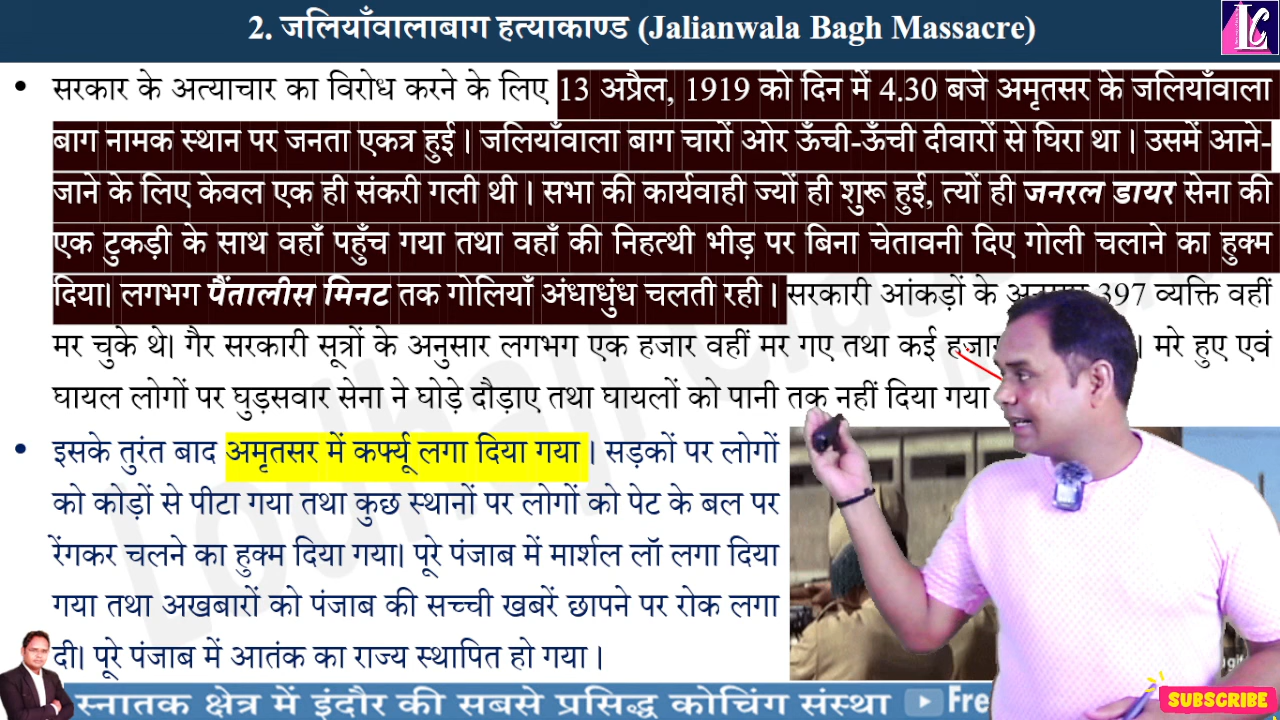 2. जलियाँवालाबाग हत्याकाण्ड (Jalianwala Bagh Massacre)
LC
• सरकार के अत्याचार का विरोध करने के लिए 13 अप्रैल, 1919 को दिन में 4.30 बजे अमृतसर के जलियाँवाला
बाग नामक स्थान पर जनता एकत्र हुई। जलियाँवाला बाग चारों ओर ऊँची-ऊँची दीवारों से घिरा था। उसमें आने-
जाने के लिए केवल एक ही संकरी गली थी। सभा की कार्यवाही ज्यों ही शुरू हुई, त्यों ही जनरल डायर सेना की
एक टुकड़ी के साथ वहाँ पहुँच गया तथा वहाँ की निहत्थी भीड़ पर बिना चेतावनी दिए गोली चलाने का हुक्म
दिया। लगभग पैंतालीस मिनट तक गोलियाँ अंधाधुंध चलती रही। सरकारी आंकड़ों के 397 व्यक्ति वहीं
मर चुके थे। गैर सरकारी सूत्रों के अनुसार लगभग एक हजार वहीं मर गए तथा कई । मरे हुए एवं
घायल लोगों पर घुड़सवार सेना ने घोड़े दौड़ाए तथा घायलों को पानी तक नहीं दिया गया
• इसके तुरंत बाद अमृतसर में कर्फ्यू लगा दिया गया। सड़कों पर लोगों
को कोड़ों से पीटा गया तथा कुछ स्थानों पर लोगों को पेट के बल पर
रेंगकर चलने का हुक्म दिया गया। पूरे पंजाब में मार्शल लॉ लगा दिया
गया तथा अखबारों को पंजाब की सच्ची खबरें छापने पर रोक लगा
दी। पूरे पंजाब में आतंक का राज्य स्थापित हो गया।
स्नातक क्षेत्र में इंदौर की सबसे प्रसिद्ध कोचिंग संस्था Fre
SUBSCRIBE